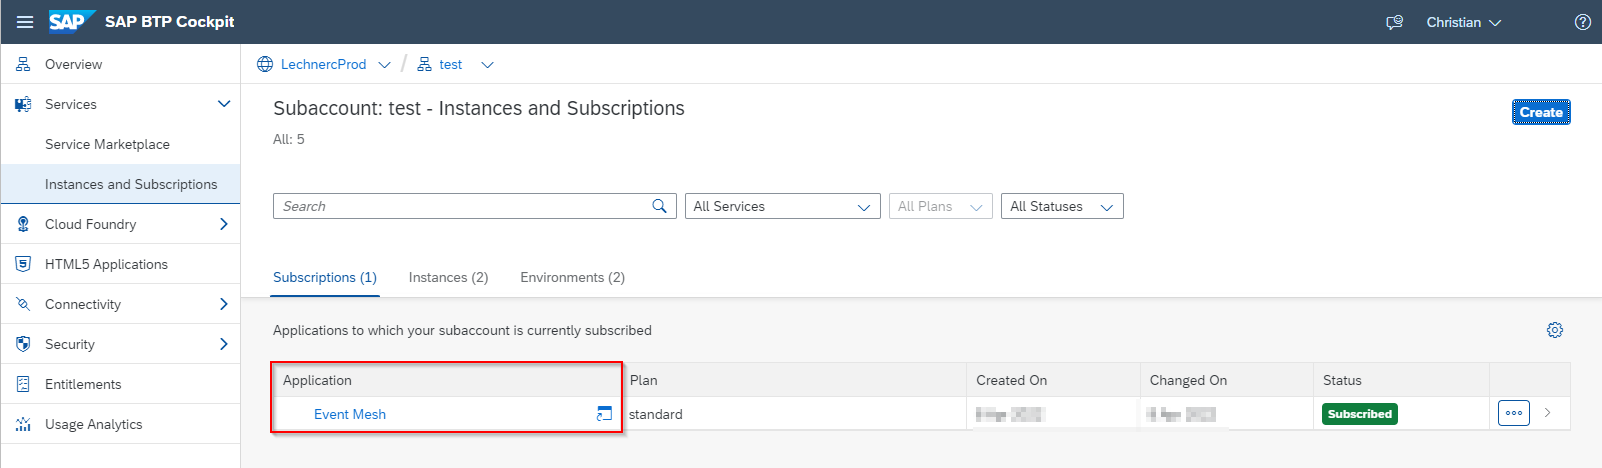 SAP SAP BTP Cockpit Christian
Overview
Services
Service Marketplace
Instances and Subscriptions
Cloud Foundry
HTML5 Applications
Connectivity
Security
Entitlements
Usage Analytics
LechnercProd / test
Subaccount: test - Instances and Subscriptions
Create
All: 5
Search All Services All Plans All Statuses
Subscriptions (1) Instances (2) Environments (2)
Applications to which your subaccount is currently subscribed
Application Plan Created On Changed On Status
Event Mesh standard Subscribed